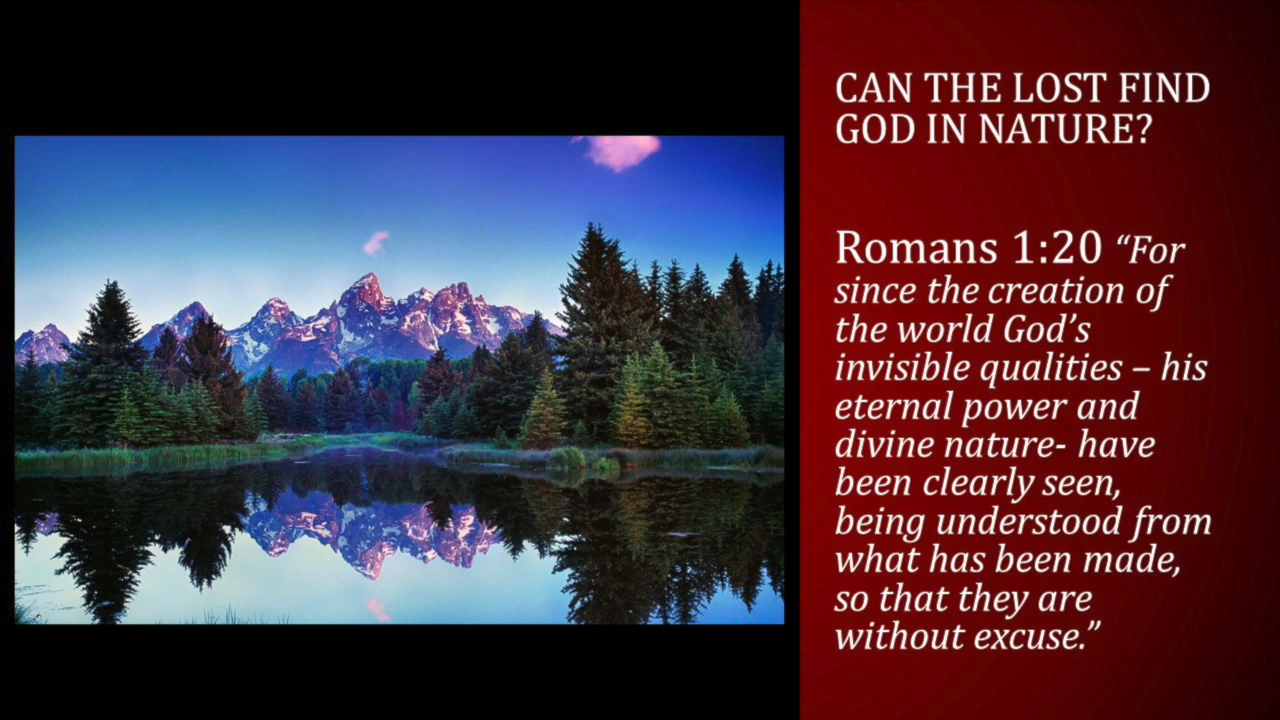 CAN THE LOST FIND
GOD IN NATURE?
Romans 1:20 “For
since the creation of
the world God’s
invisible qualities – his
eternal power and
divine nature- have
been clearly seen,
being understood from
what has been made,
so that they are
without excuse.”